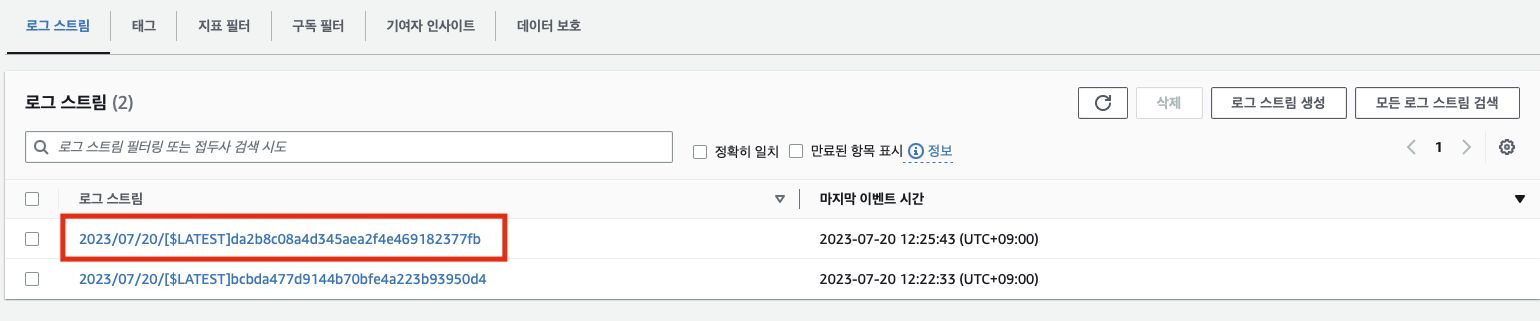 로그 스트림 태그 지표 필터 구독 필터 기여자 인사이트 데이터 보호
로그 스트림 (2) 삭제 로그 스트림 생성 모든 로그 스트림 검색
로그 스트림 필터링 또는 접두사 검색 시도 정확히 일치 만료된 항목 표시 정보 1
로그 스트림 마지막 이벤트 시간
2023/07/20/[$LATEST]da2b8c08a4d345aea2f4e469182377fb 2023-07-20 12:25:43 (UTC+09:00)
2023/07/20/[$LATEST]bcbda477d9144b70bfe4a223b93950d4 2023-07-20 12:22:33 (UTC+09:00)